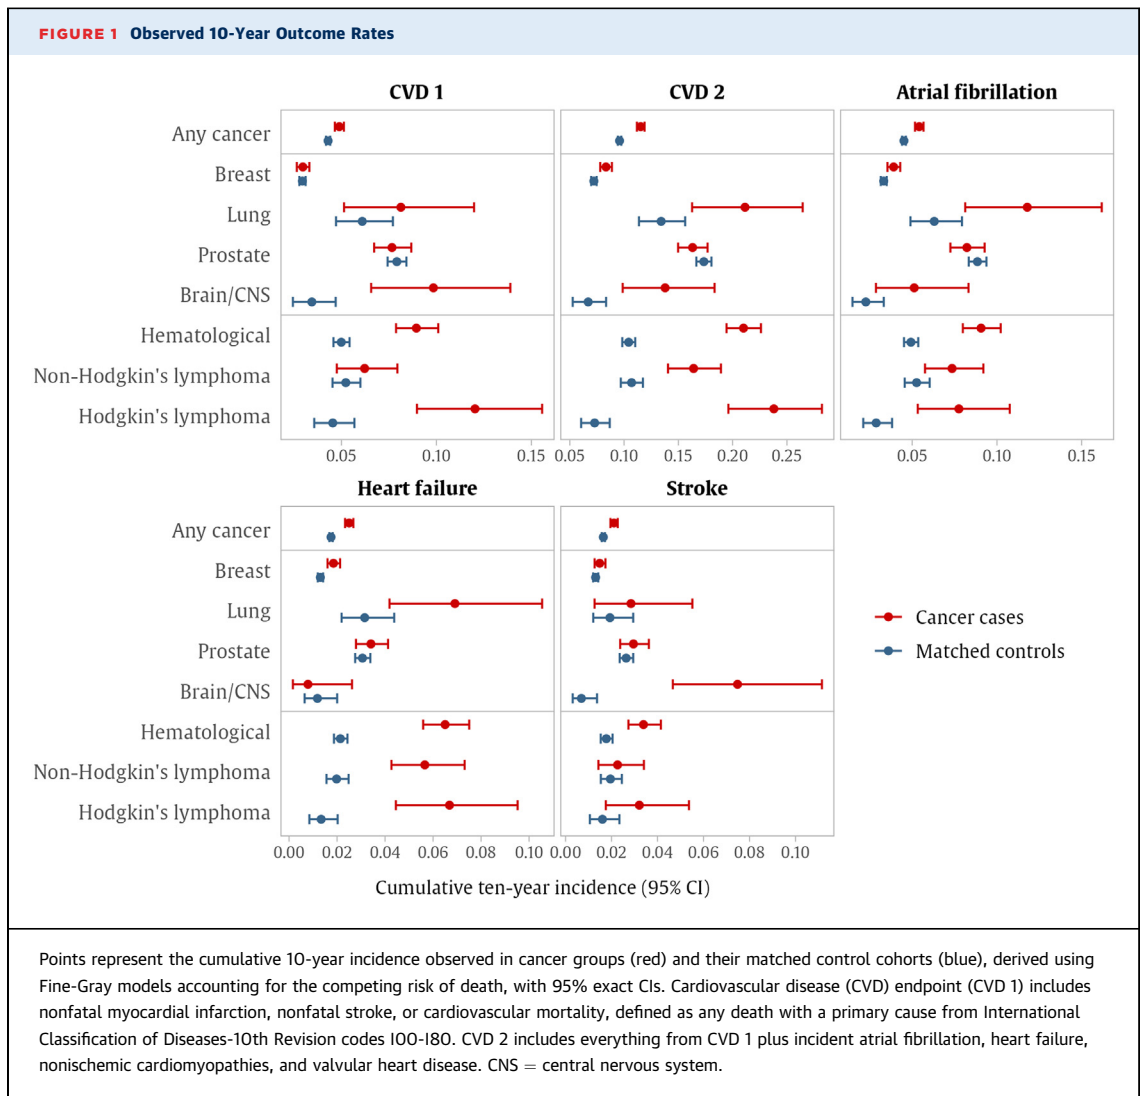 FIGURE 1 Observed 10-Year Outcome Rates
CVD 1
CVD 2
Atrial fibrillation
Any cancer
Breast
Lung
Prostate
Brain/CNS
Hematological
Non-Hodgkin's lymphoma
Hodgkin's lymphoma
0.05 0.10 0.15
0.05 0.10 0.15 0.20 0.25
0.05 0.10 0.15
Heart failure
Stroke
Any cancer
Breast
Lung
Prostate
Brain/CNS
Hematological
Non-Hodgkin's lymphoma
Hodgkin's lymphoma
0.00 0.02 0.04 0.06 0.08 0.10
0.00 0.02 0.04 0.06 0.08 0.10
Cumulative ten-year incidence (95% CI)
Cancer cases
Matched controls
Points represent the cumulative 10-year incidence observed in cancer groups (red) and their matched control cohorts (blue), derived using
Fine-Gray models accounting for the competing risk of death, with 95% exact CIs. Cardiovascular disease (CVD) endpoint (CVD 1) includes
nonfatal myocardial infarction, nonfatal stroke, or cardiovascular mortality, defined as any death with a primary cause from International
Classification of Diseases-10th Revision codes I00-I80. CVD 2 includes everything from CVD 1 plus incident atrial fibrillation, heart failure,
nonischemic cardiomyopathies, and valvular heart disease. CNS = central nervous system.